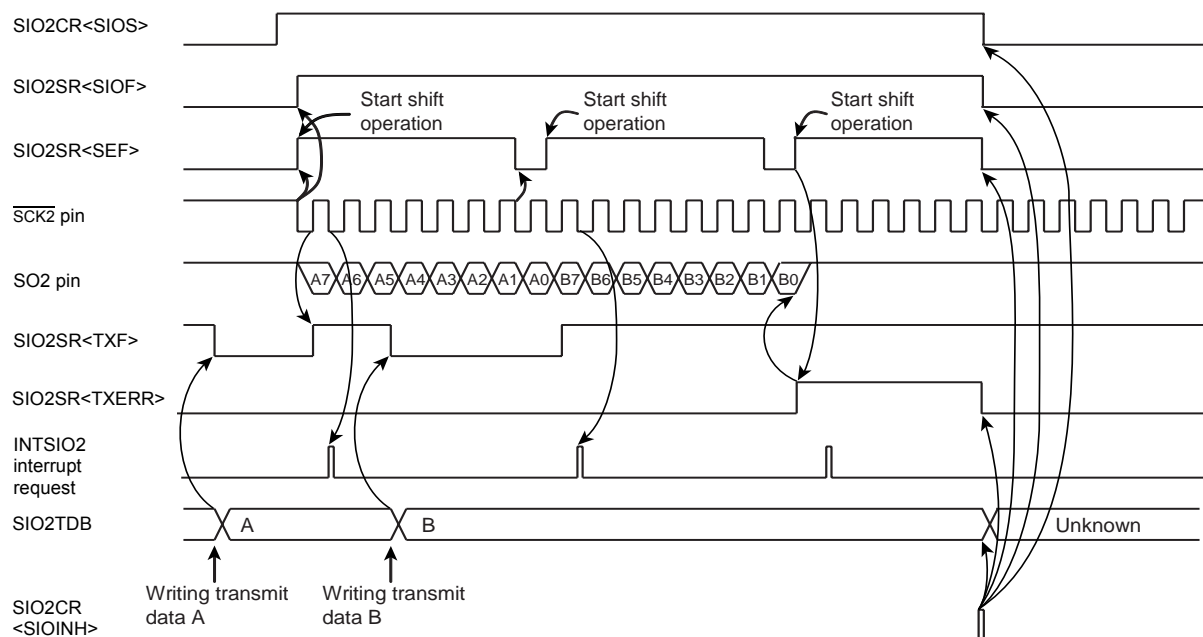 SIO2CR<SIOS>
SIO2SR<SIOF>
Start shift
operation
Start shift
operation
Start shift
operation
SIO2SR<SEF>
SCK2 pin
SO2 pin
A7 A6 A5 A4 A3 A2 A1 A0 B7 B6 B5 B4 B3 B2 B1 B0
SIO2SR<TXF>
SIO2SR<TXERR>
INTSIO2
interrupt
request
SIO2TDB
A
B
Unknown
Writing transmit
data A
Writing transmit
data B
SIO2CR
<SIOINH>